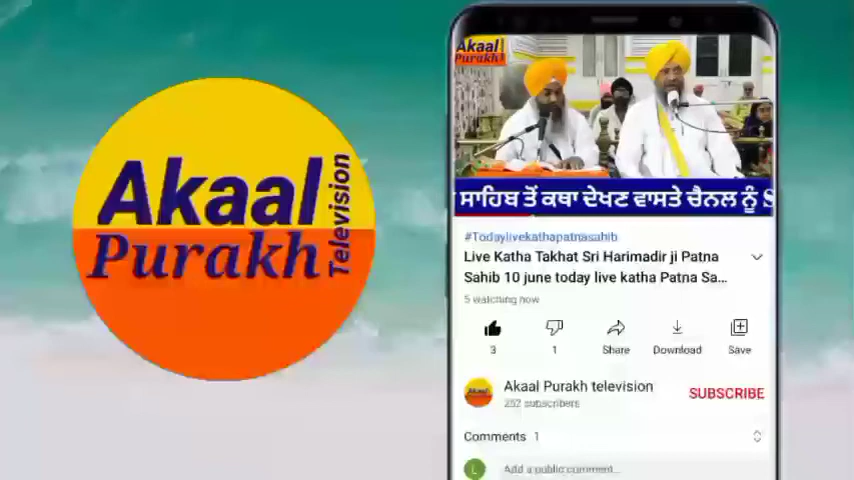 Akaal
Purakh
Television
Akaal
Purakh
ਸਾਹਿਬ ਤੋਂ ਕਥਾ ਦੇਖਣ ਵਾਸਤੇ ਚੈਨਲ ਨੂੰ S
#Todaylivekathapatnasahib
Live Katha Takhat Sri Harimadir ji Patna
Sahib 10 june today live katha Patna Sa...
5 watching now
3
1
Share
Download
Save
Akaal Purakh television
252 subscribers
SUBSCRIBE
Comments 1
L
Add a public comment...